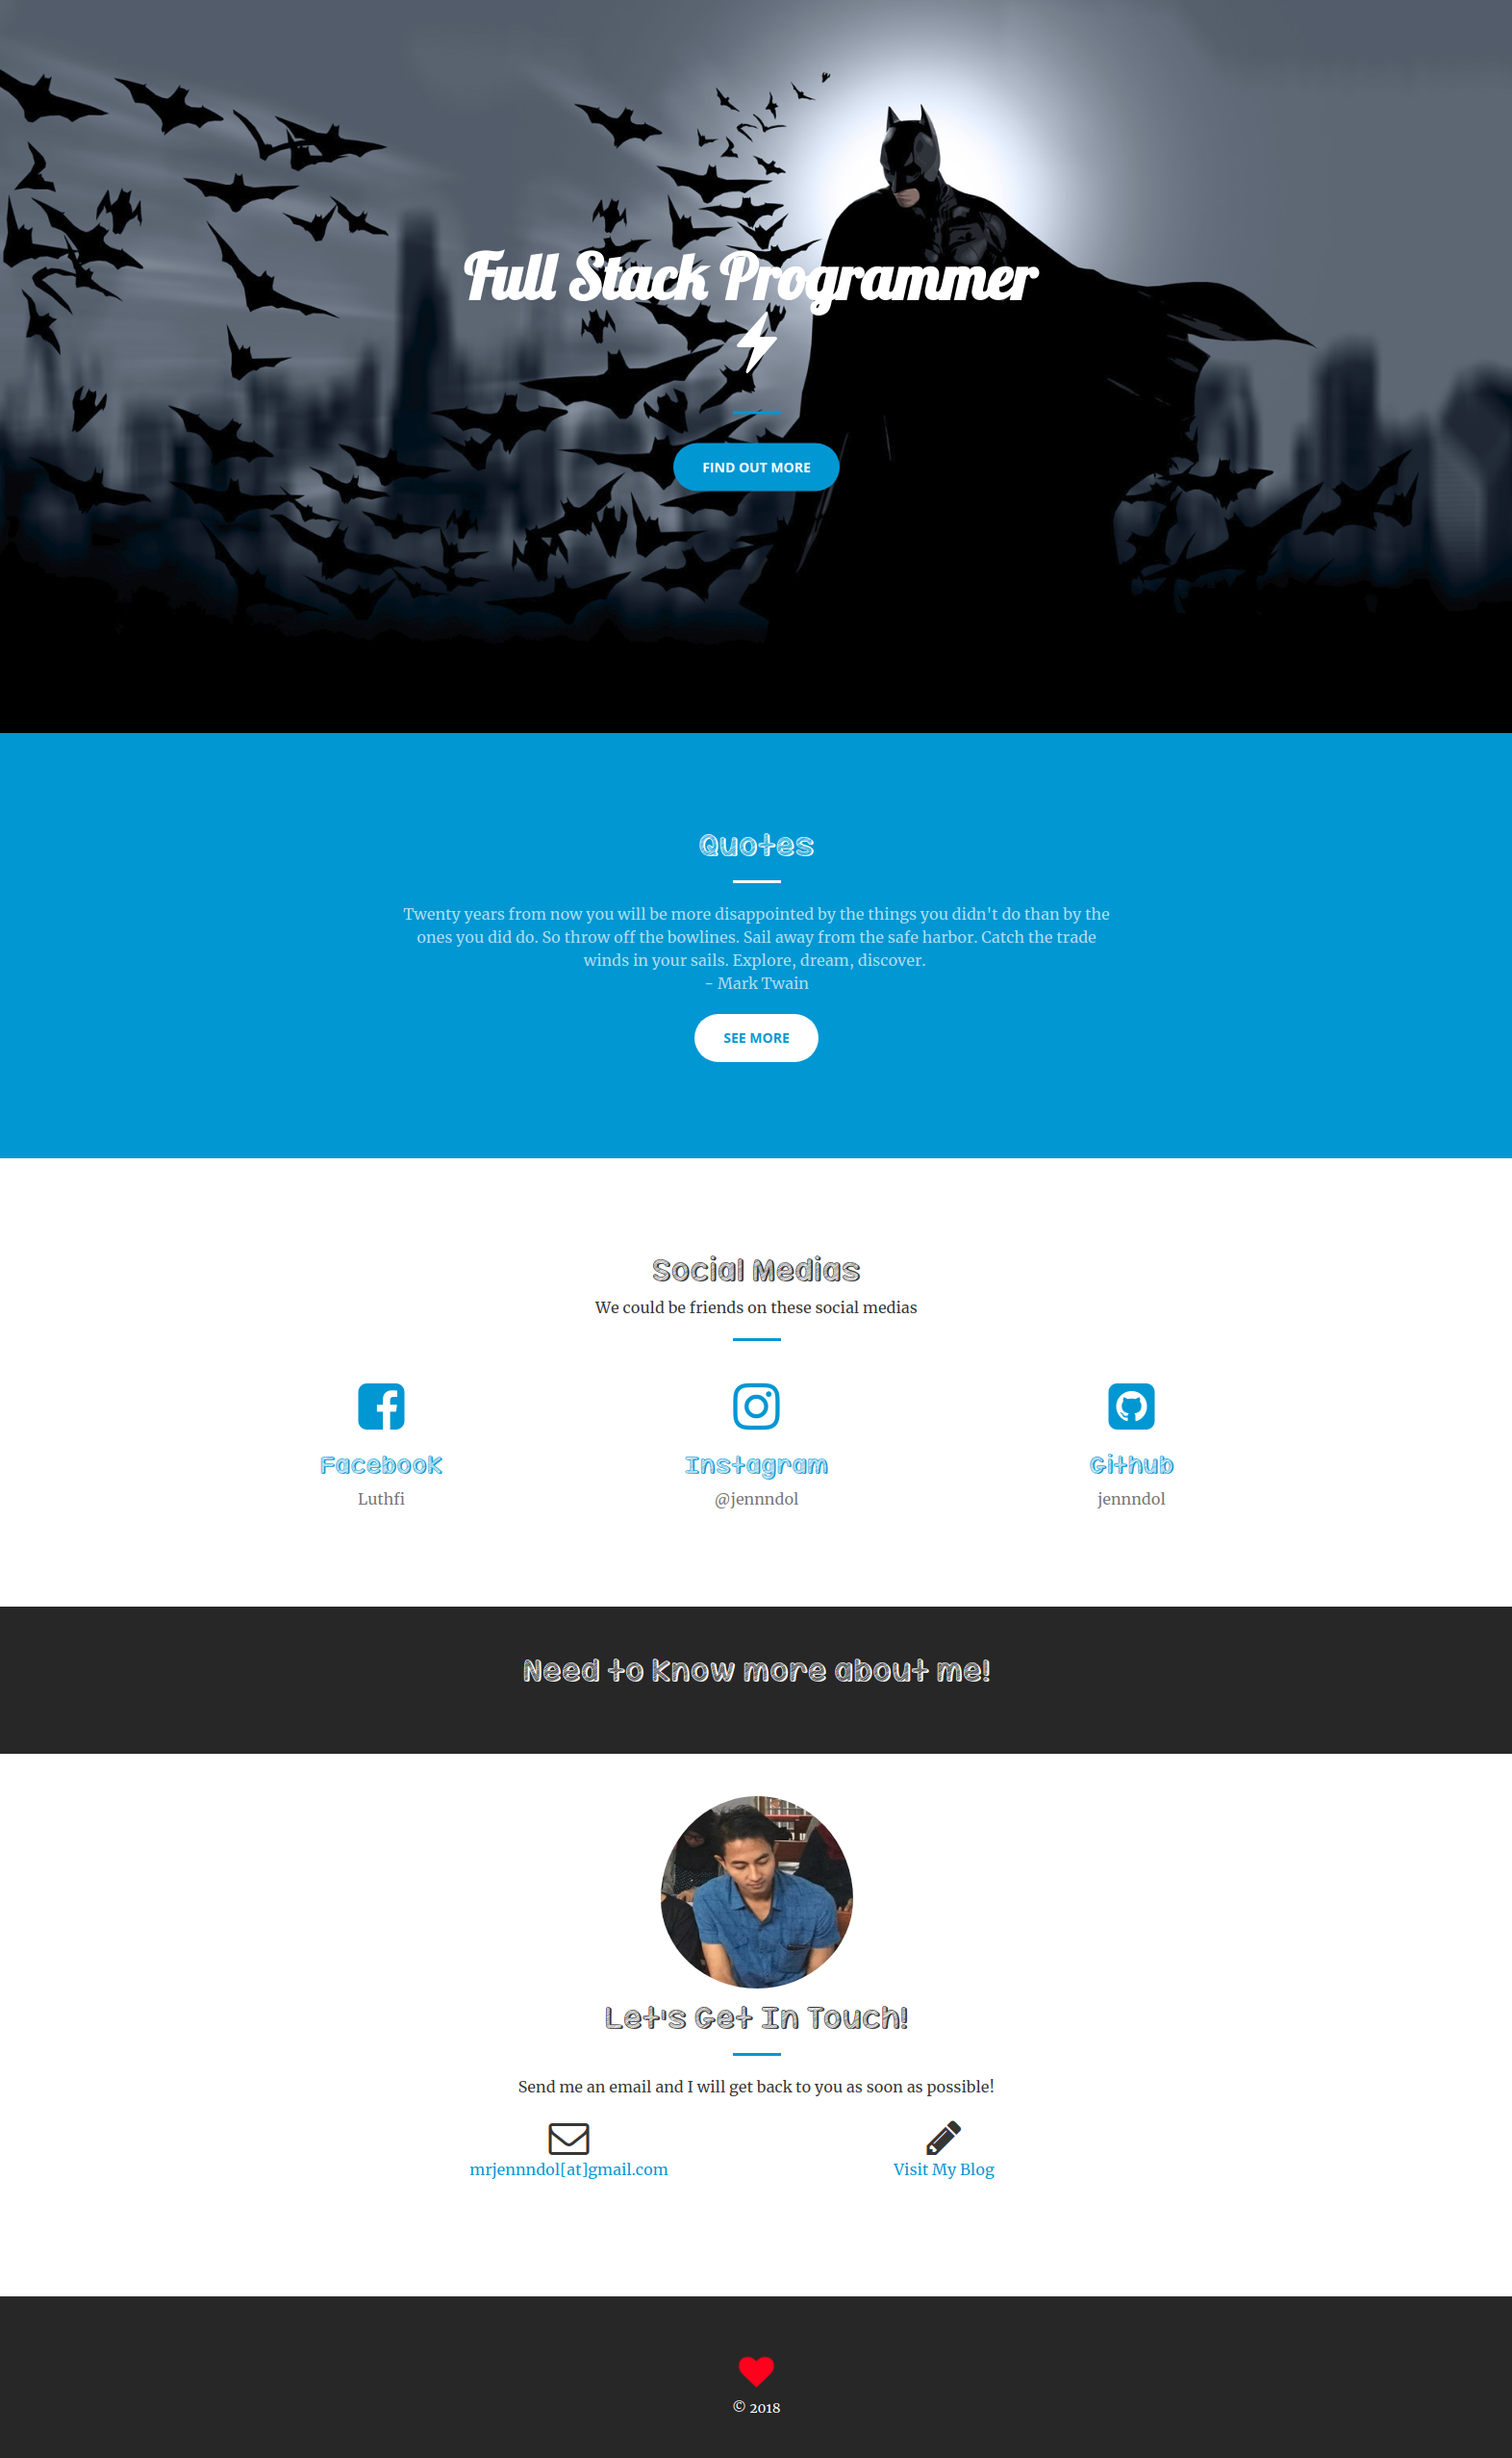 Full Stack Programmer
FIND OUT MORE
Quotes
Twenty years from now you will be more disappointed by the things you didn't do than by the
ones you did do. So throw off the bowlines. Sail away from the safe harbor. Catch the trade
winds in your sails. Explore, dream, discover.
- Mark Twain
SEE MORE
Social Medias
We could be friends on these social medias
Facebook
Instagram
Github
Luthfi
@jennndol
jennndol
Need to Know more about me!
Let's Get In Touch!
Send me an email and I will get back to you as soon as possible!
mrjennndol[at]gmail.com
Visit My Blog
© 2018